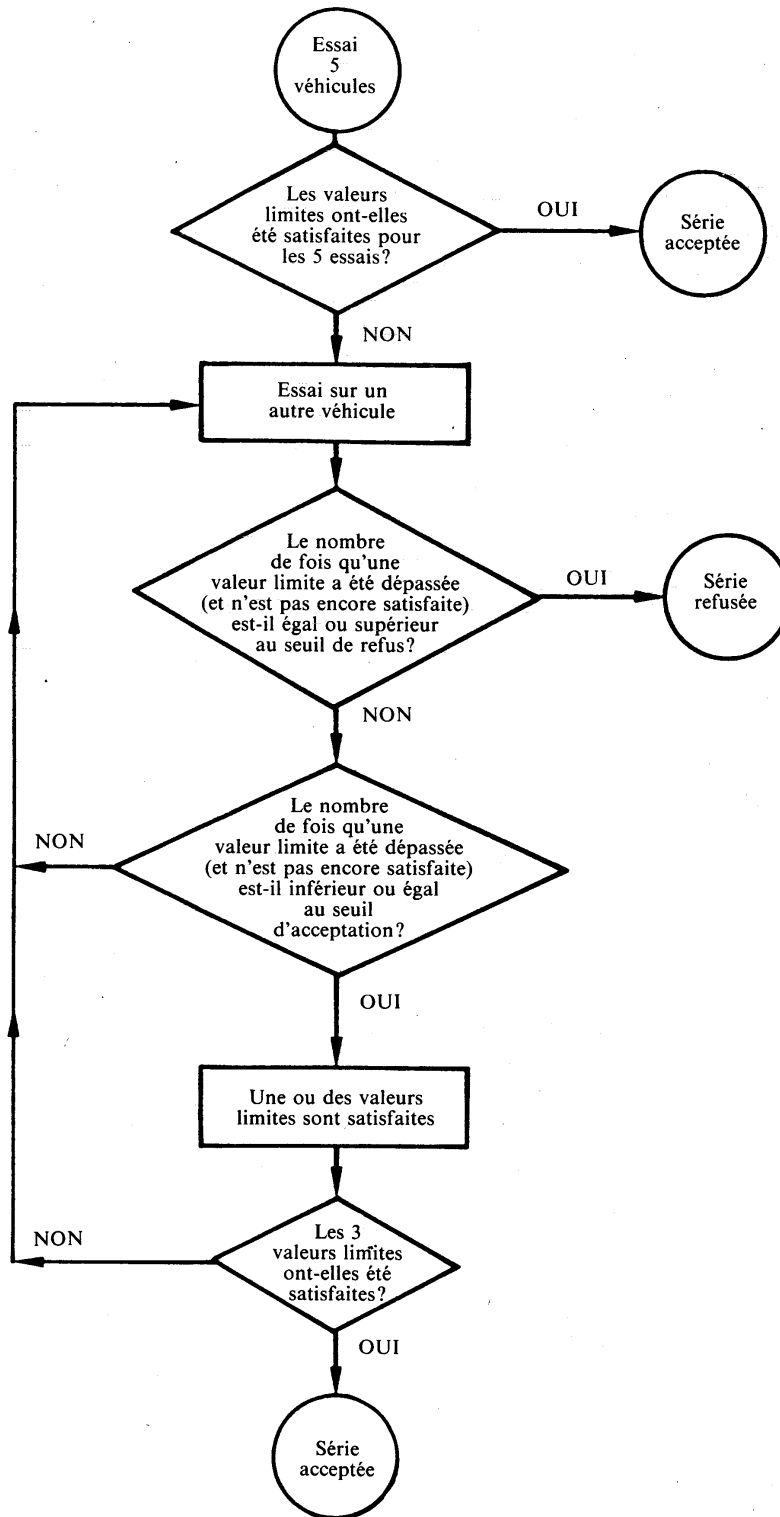 Essai
5
véhicules
Les valeurs
limites ont-elles
été satisfaites pour
les 5 essais?
OUI
Série
acceptée
NON
Essai sur un
autre véhicule
Le nombre
de fois qu'une
valeur limite a été dépassée
(et n'est pas encore satisfaite)
est-il égal ou supérieur
au seuil de refus?
OUI
Série
refusée
NON
Le nombre
de fois qu'une
valeur limite a été dépassée
(et n'est pas encore satisfaite)
est-il inférieur ou égal
au seuil
d'acceptation?
NON
OUI
Une ou des valeurs
limites sont satisfaites
Les 3
valeurs limites
ont-elles été
satisfaites?
NON
OUI
Série
acceptée